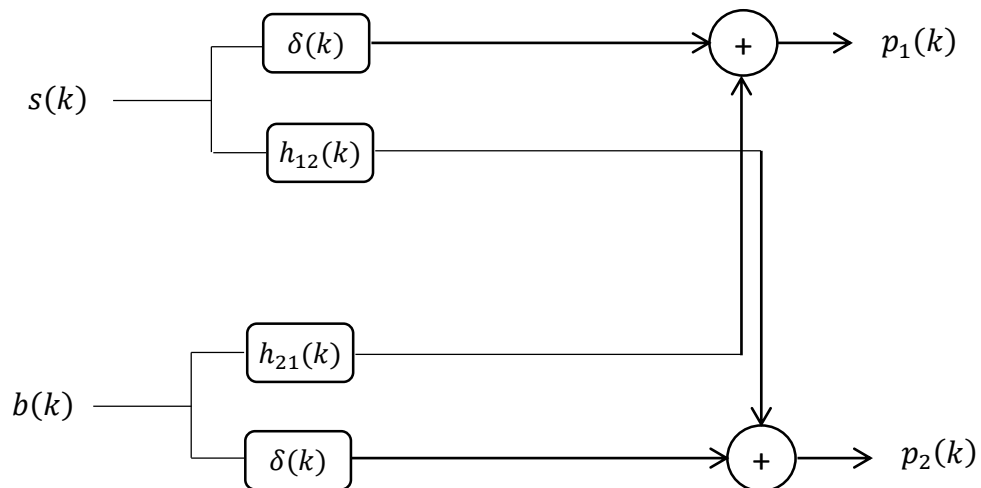 δ(k)
+
p₁(k)
s(k)
h₁₂(k)
h₂₁(k)
b(k)
δ(k)
+
p₂(k)